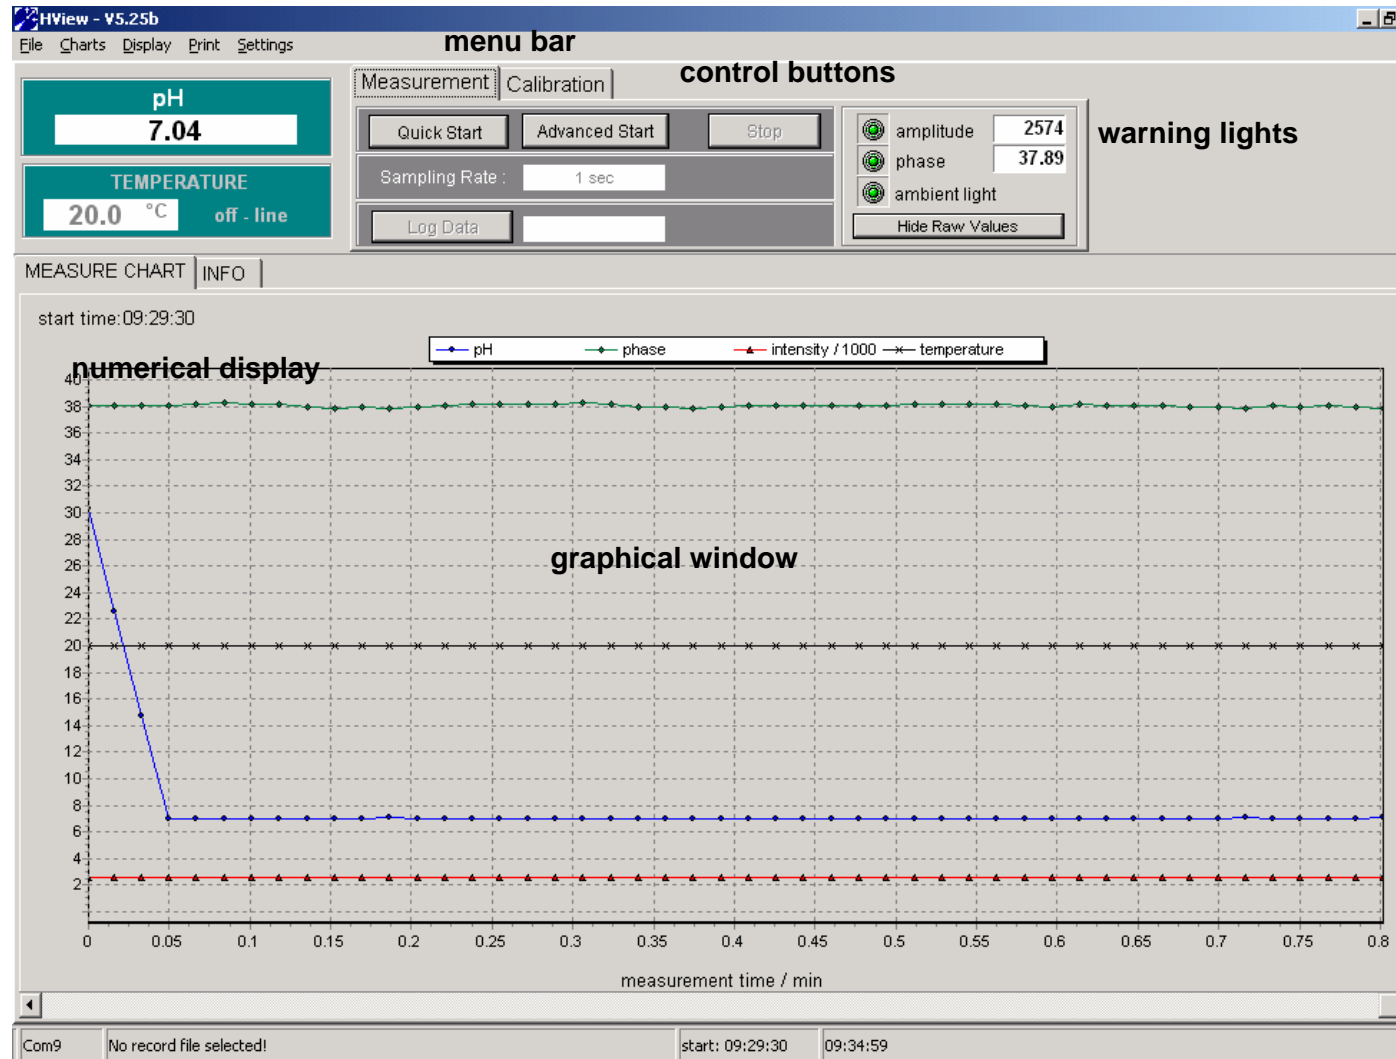 HView - V5.25b
File Charts Display Print Settings
menu bar
control buttons
warning lights
pH
7.04
TEMPERATURE
20.0 °C off - line
Measurement Calibration
Quick Start Advanced Start Stop
Sampling Rate : 1 sec
Log Data
amplitude 2574
phase 37.89
ambient light
Hide Raw Values
MEASURE CHART INFO
start time:09:29:30
pH phase intensity / 1000 temperature
numerical display
40
38
36
34
32
30
28
26
24
22
20
18
16
14
12
10
8
6
4
2
graphical window
0 0.05 0.1 0.15 0.2 0.25 0.3 0.35 0.4 0.45 0.5 0.55 0.6 0.65 0.7 0.75 0.8
measurement time / min
Com9 No record file selected! start: 09:29:30 09:34:59